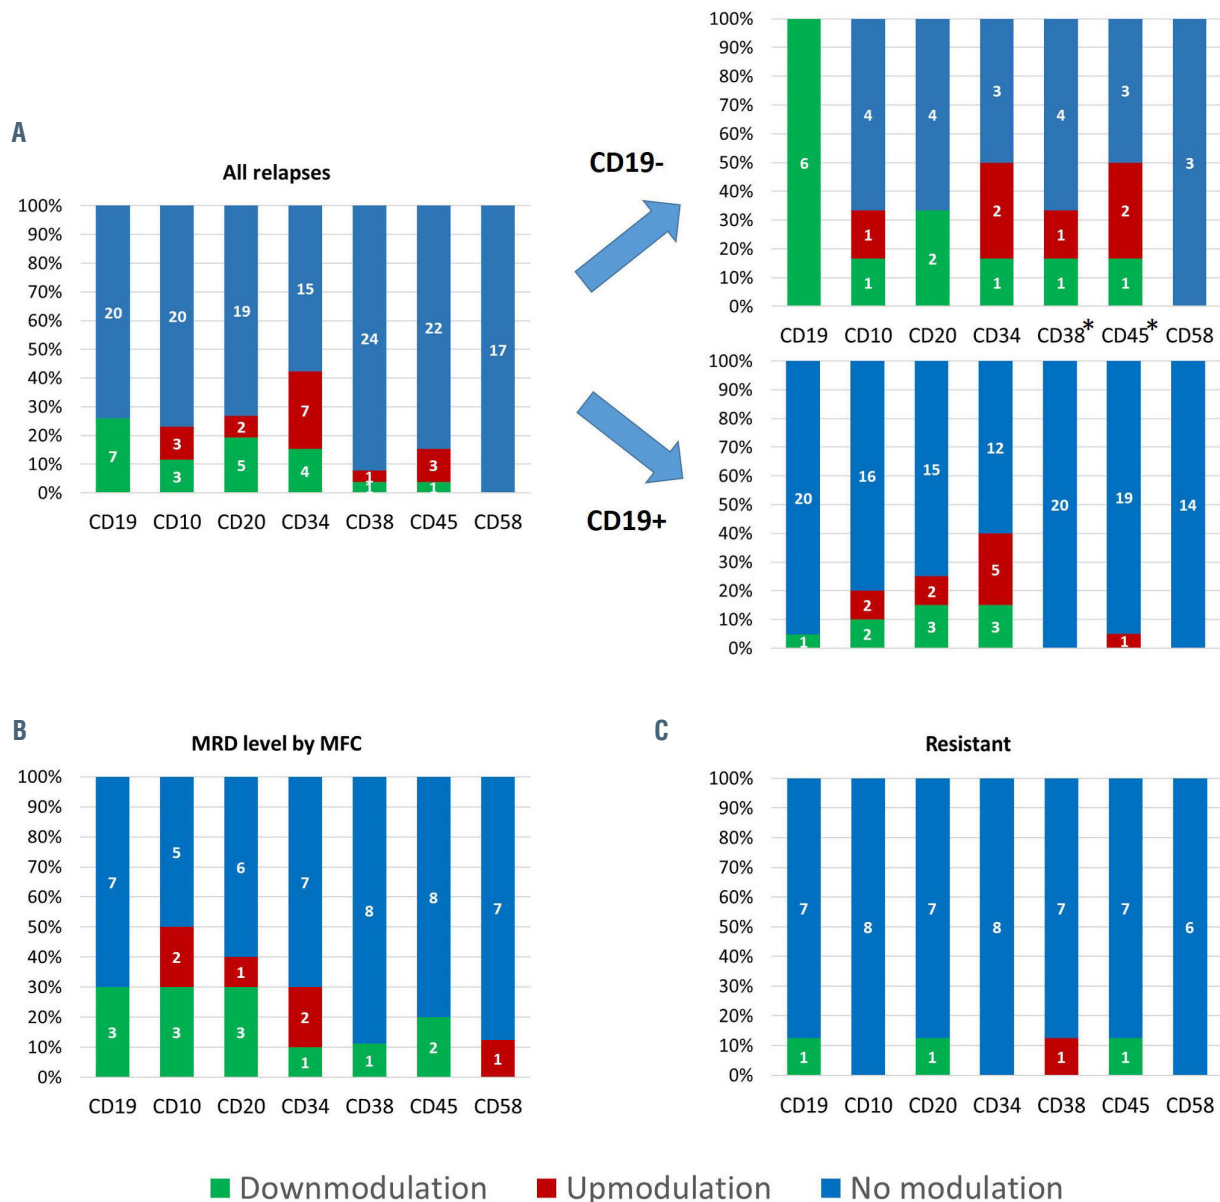 A
All relapses
100%
90%
80%
70%
60%
50%
40%
30%
20%
10%
0%
20 20 19 15 24 22 17
3 2 7 1 3
7 3 5 4 1 1
CD19 CD10 CD20 CD34 CD38 CD45 CD58
CD19-
100%
90%
80%
70%
60%
50%
40%
30%
20%
10%
0%
4 4 3 4 3
6 3
1 2 1 2
1 2 1 1 1
CD19 CD10 CD20 CD34 CD38* CD45* CD58
CD19+
100%
90%
80%
70%
60%
50%
40%
30%
20%
10%
0%
20 16 15 12 20 19 14
2 2 5
1 2 3 3 1
CD19 CD10 CD20 CD34 CD38 CD45 CD58
B
MRD level by MFC
100%
90%
80%
70%
60%
50%
40%
30%
20%
10%
0%
7 5 6 7 8 8 7
2 1 2 1
3 3 3 1 1 2
CD19 CD10 CD20 CD34 CD38 CD45 CD58
C
Resistant
100%
90%
80%
70%
60%
50%
40%
30%
20%
10%
0%
7 8 7 8 7 7 6
1 1 1 1
CD19 CD10 CD20 CD34 CD38 CD45 CD58
Downmodulation Upmodulation No modulation